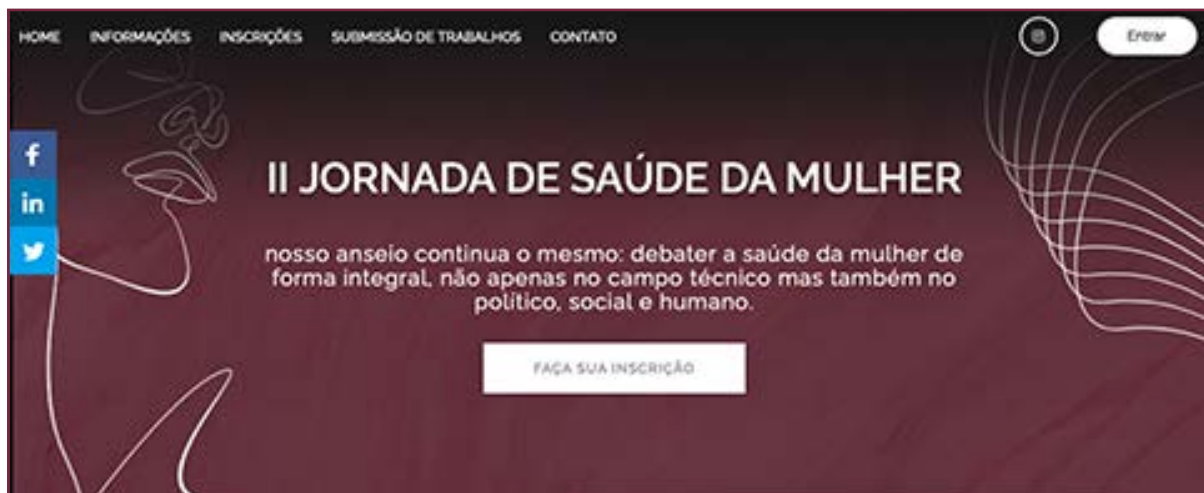 HOME INFORMAÇÕES INSCRIÇÕES SUBMISSÃO DE TRABALHOS CONTATO Entrar
f
in
II JORNADA DE SAÚDE DA MULHER
nosso anseio continua o mesmo: debater a saúde da mulher de
forma integral, não apenas no campo técnico mas também no
político, social e humano.
FAÇA SUA INSCRIÇÃO